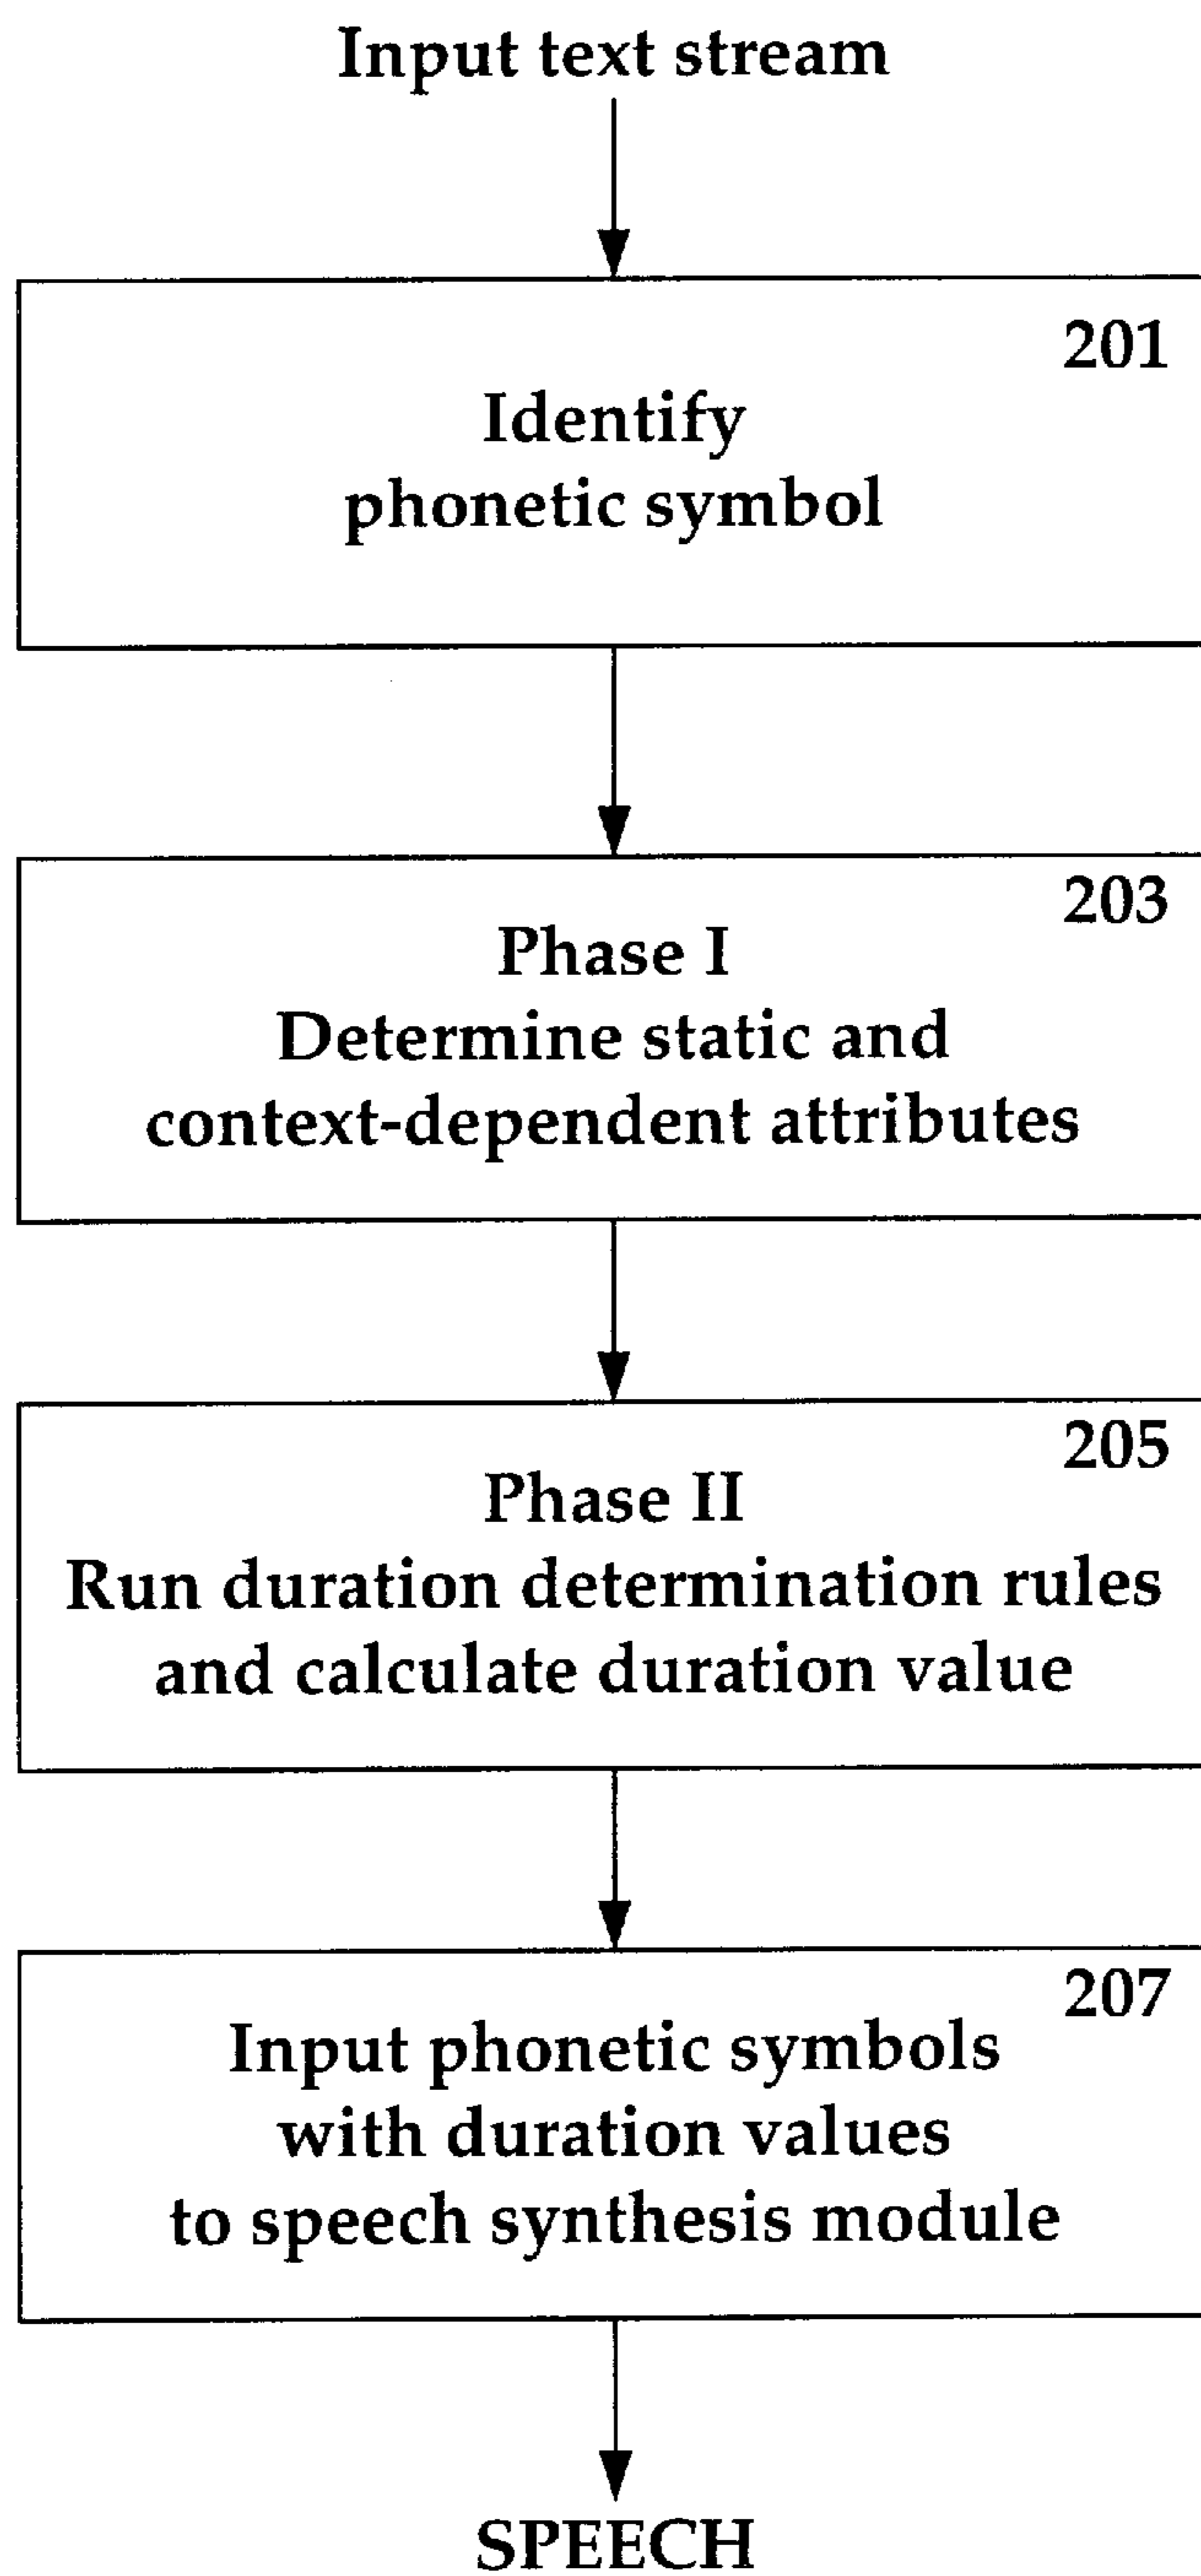 Input text stream
201
Identify
phonetic symbol
203
Phase I
Determine static and
context-dependent attributes
205
Phase II
Run duration determination rules
and calculate duration value
207
Input phonetic symbols
with duration values
to speech synthesis module
SPEECH